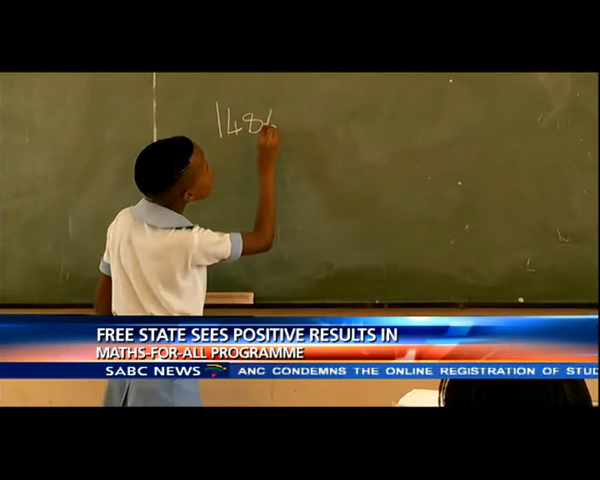 148
FREE STATE SEES POSITIVE RESULTS IN
MATHS-FOR-ALL PROGRAMME
SABC NEWS
ANC CONDEMNS THE ONLINE REGISTRATION OF STUD